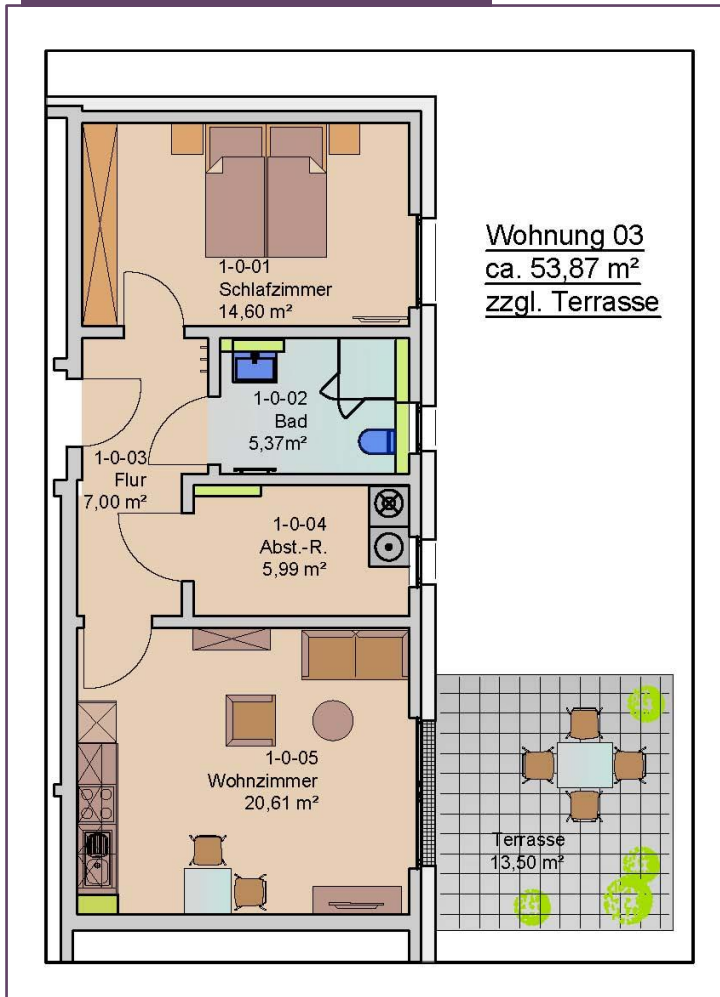 Wohnung 03
ca. 53,87 m²
zzgl. Terrasse
1-0-01
Schlafzimmer
14,60 m²
1-0-02
Bad
5,37m²
1-0-03
Flur
7,00 m²
1-0-04
Abst.-R.
5,99 m²
1-0-05
Wohnzimmer
20,61 m²
Terrasse
13,50 m²